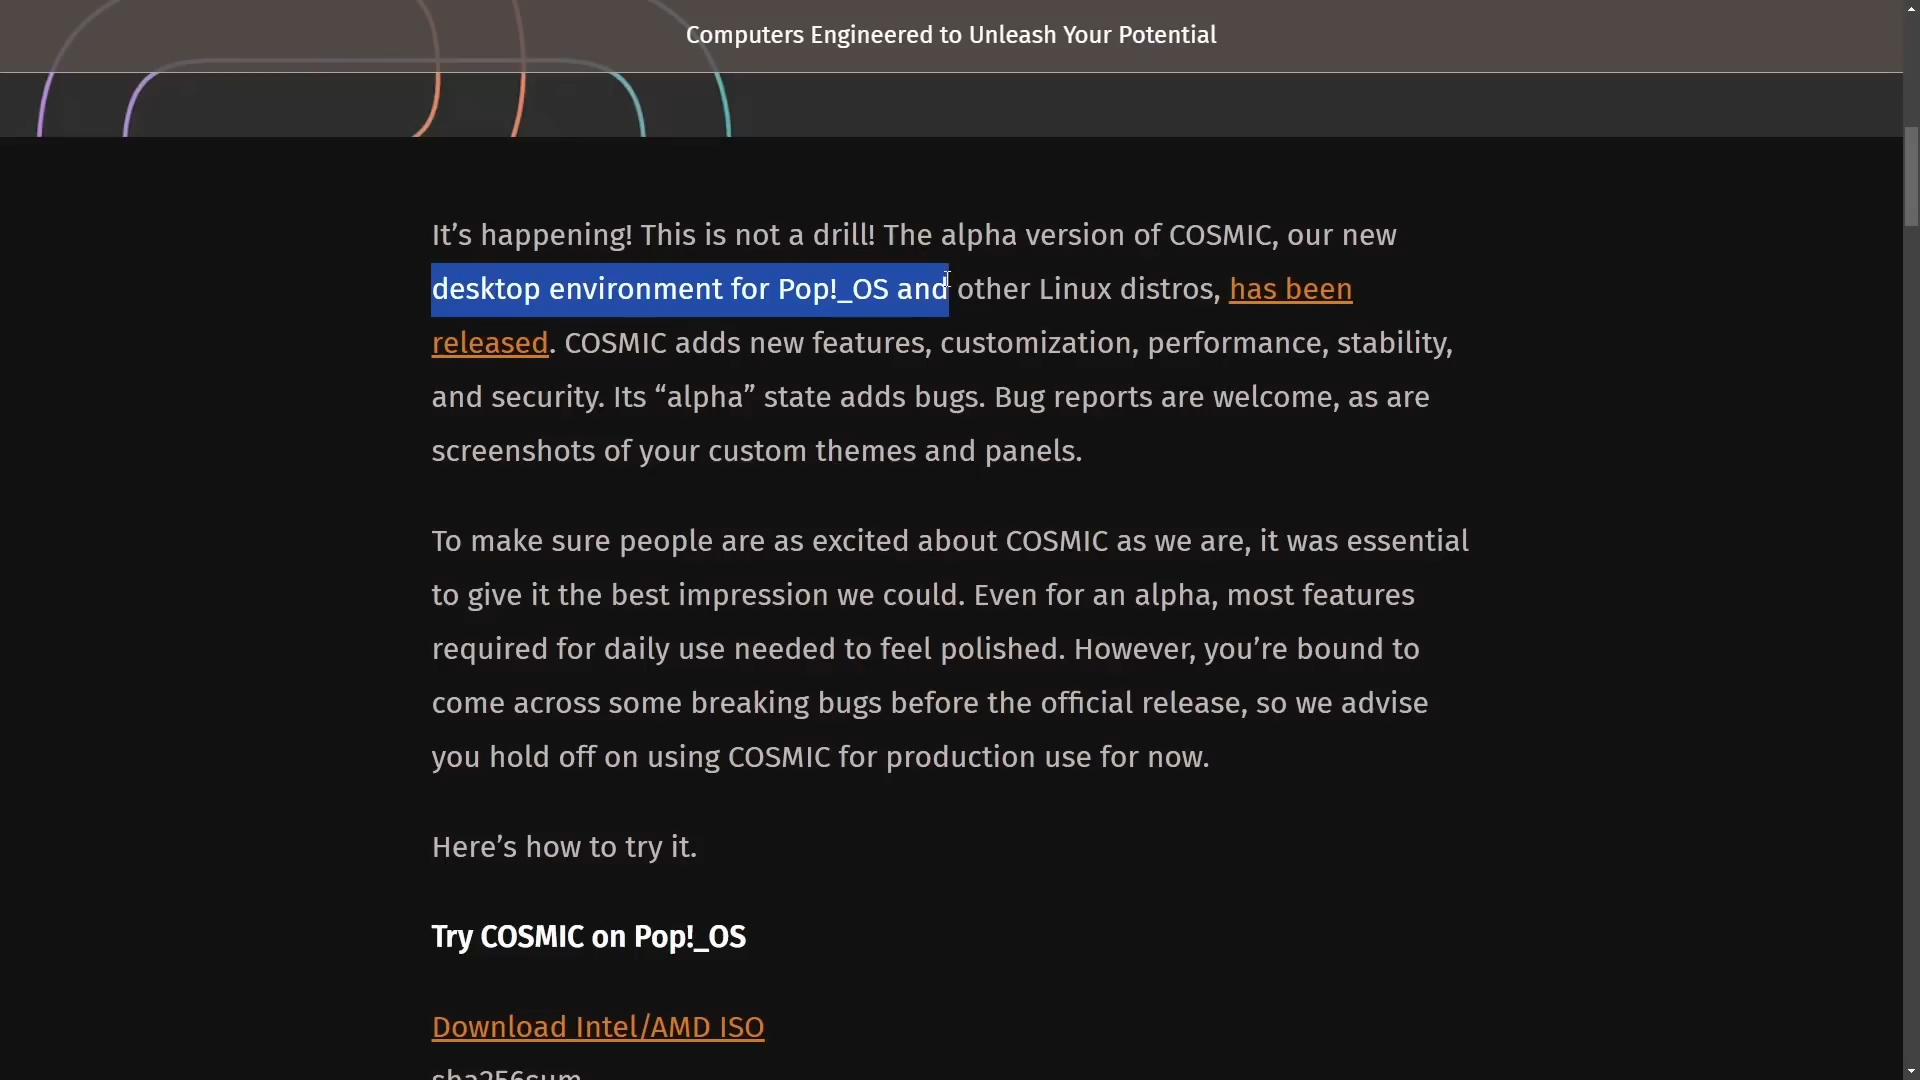 Computers Engineered to Unleash Your Potential
It’s happening! This is not a drill! The alpha version of COSMIC, our new
desktop environment for Pop!_OS and other Linux distros, has been
released. COSMIC adds new features, customization, performance, stability,
and security. Its “alpha” state adds bugs. Bug reports are welcome, as are
screenshots of your custom themes and panels.
To make sure people are as excited about COSMIC as we are, it was essential
to give it the best impression we could. Even for an alpha, most features
required for daily use needed to feel polished. However, you’re bound to
come across some breaking bugs before the official release, so we advise
you hold off on using COSMIC for production use for now.
Here’s how to try it.
Try COSMIC on Pop!_OS
Download Intel/AMD ISO
sha256sum